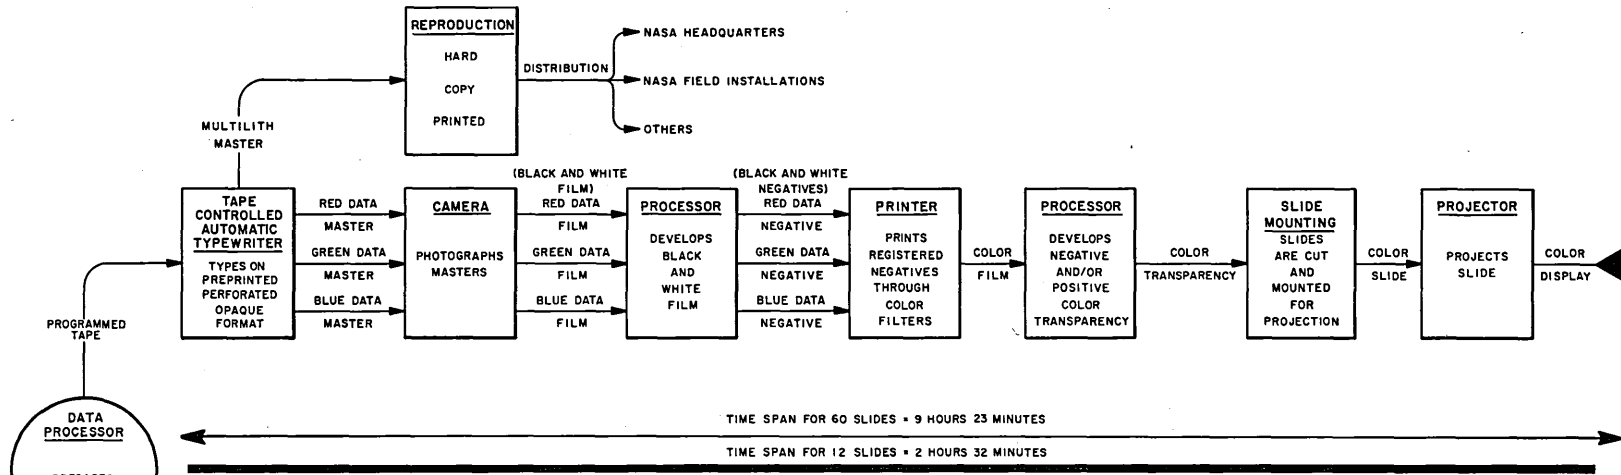 REPRODUCTION
HARD
COPY
PRINTED
DISTRIBUTION
NASA HEADQUARTERS
NASA FIELD INSTALLATIONS
OTHERS
MULTILITH
MASTER
TAPE
CONTROLLED
AUTOMATIC
TYPEWRITER
TYPES ON
PREPRINTED
PERFORATED
OPAQUE
FORMAT
RED DATA
MASTER
GREEN DATA
MASTER
BLUE DATA
MASTER
CAMERA
PHOTOGRAPHS
MASTERS
(BLACK AND WHITE
FILM)
RED DATA
FILM
GREEN DATA
FILM
BLUE DATA
FILM
PROCESSOR
DEVELOPS
BLACK
AND
WHITE
FILM
(BLACK AND WHITE
NEGATIVES)
RED DATA
NEGATIVE
GREEN DATA
NEGATIVE
BLUE DATA
NEGATIVE
PRINTER
PRINTS
REGISTERED
NEGATIVES
THROUGH
COLOR
FILTERS
COLOR
FILM
PROCESSOR
DEVELOPS
NEGATIVE
AND/OR
POSITIVE
COLOR
TRANSPARENCY
COLOR
TRANSPARENCY
SLIDE
MOUNTING
SLIDES
ARE CUT
AND
MOUNTED
FOR
PROJECTION
COLOR
SLIDE
PROJECTOR
PROJECTS
SLIDE
COLOR
DISPLAY
PROGRAMMED
TAPE
DATA
PROCESSOR
TIME SPAN FOR 60 SLIDES = 9 HOURS 23 MINUTES
TIME SPAN FOR 12 SLIDES = 2 HOURS 32 MINUTES